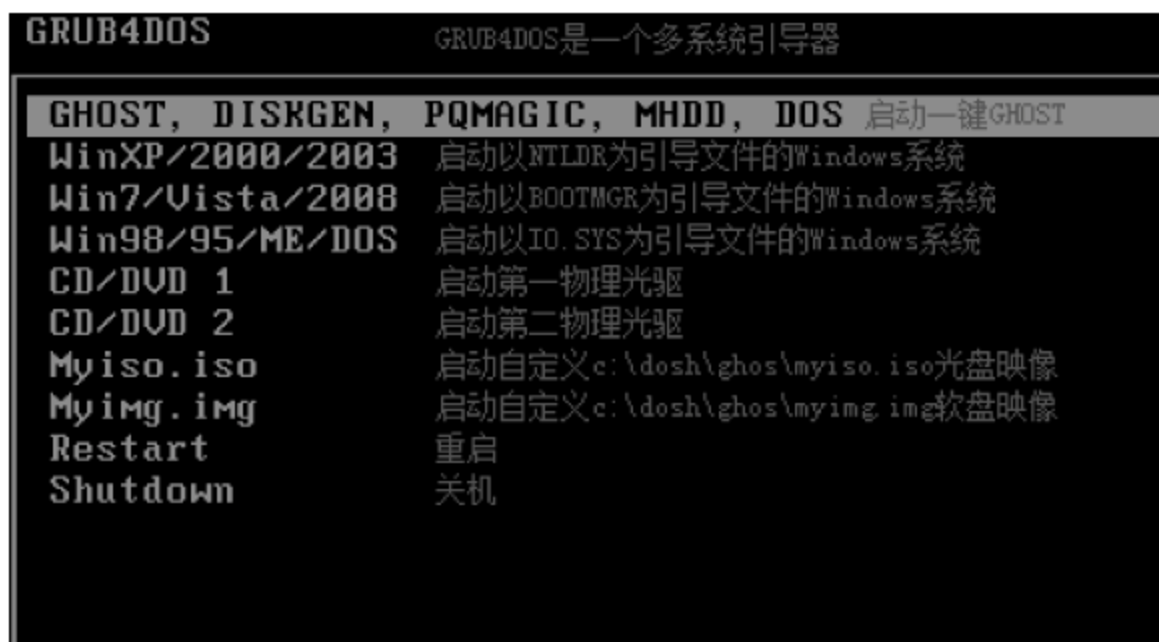 GRUB4DOS GRUB4DOS是一个多系统引导器
GHOST, DISKGEN, PQMAGIC, MHDD, DOS 启动一键GHOST
WinXP/2000/2003 启动以NTLDR为引导文件的Windows系统
Win7/Vista/2008 启动以BOOTMGR为引导文件的Windows系统
Win98/95/ME/DOS 启动以IO.SYS为引导文件的Windows系统
CD/DVD 1 启动第一物理光驱
CD/DVD 2 启动第二物理光驱
Myiso.iso 启动自定义c:\dosh\ghos\myiso.iso光盘映像
Myimg.img 启动自定义c:\dosh\ghos\myimg.img软盘映像
Restart 重启
Shutdown 关机